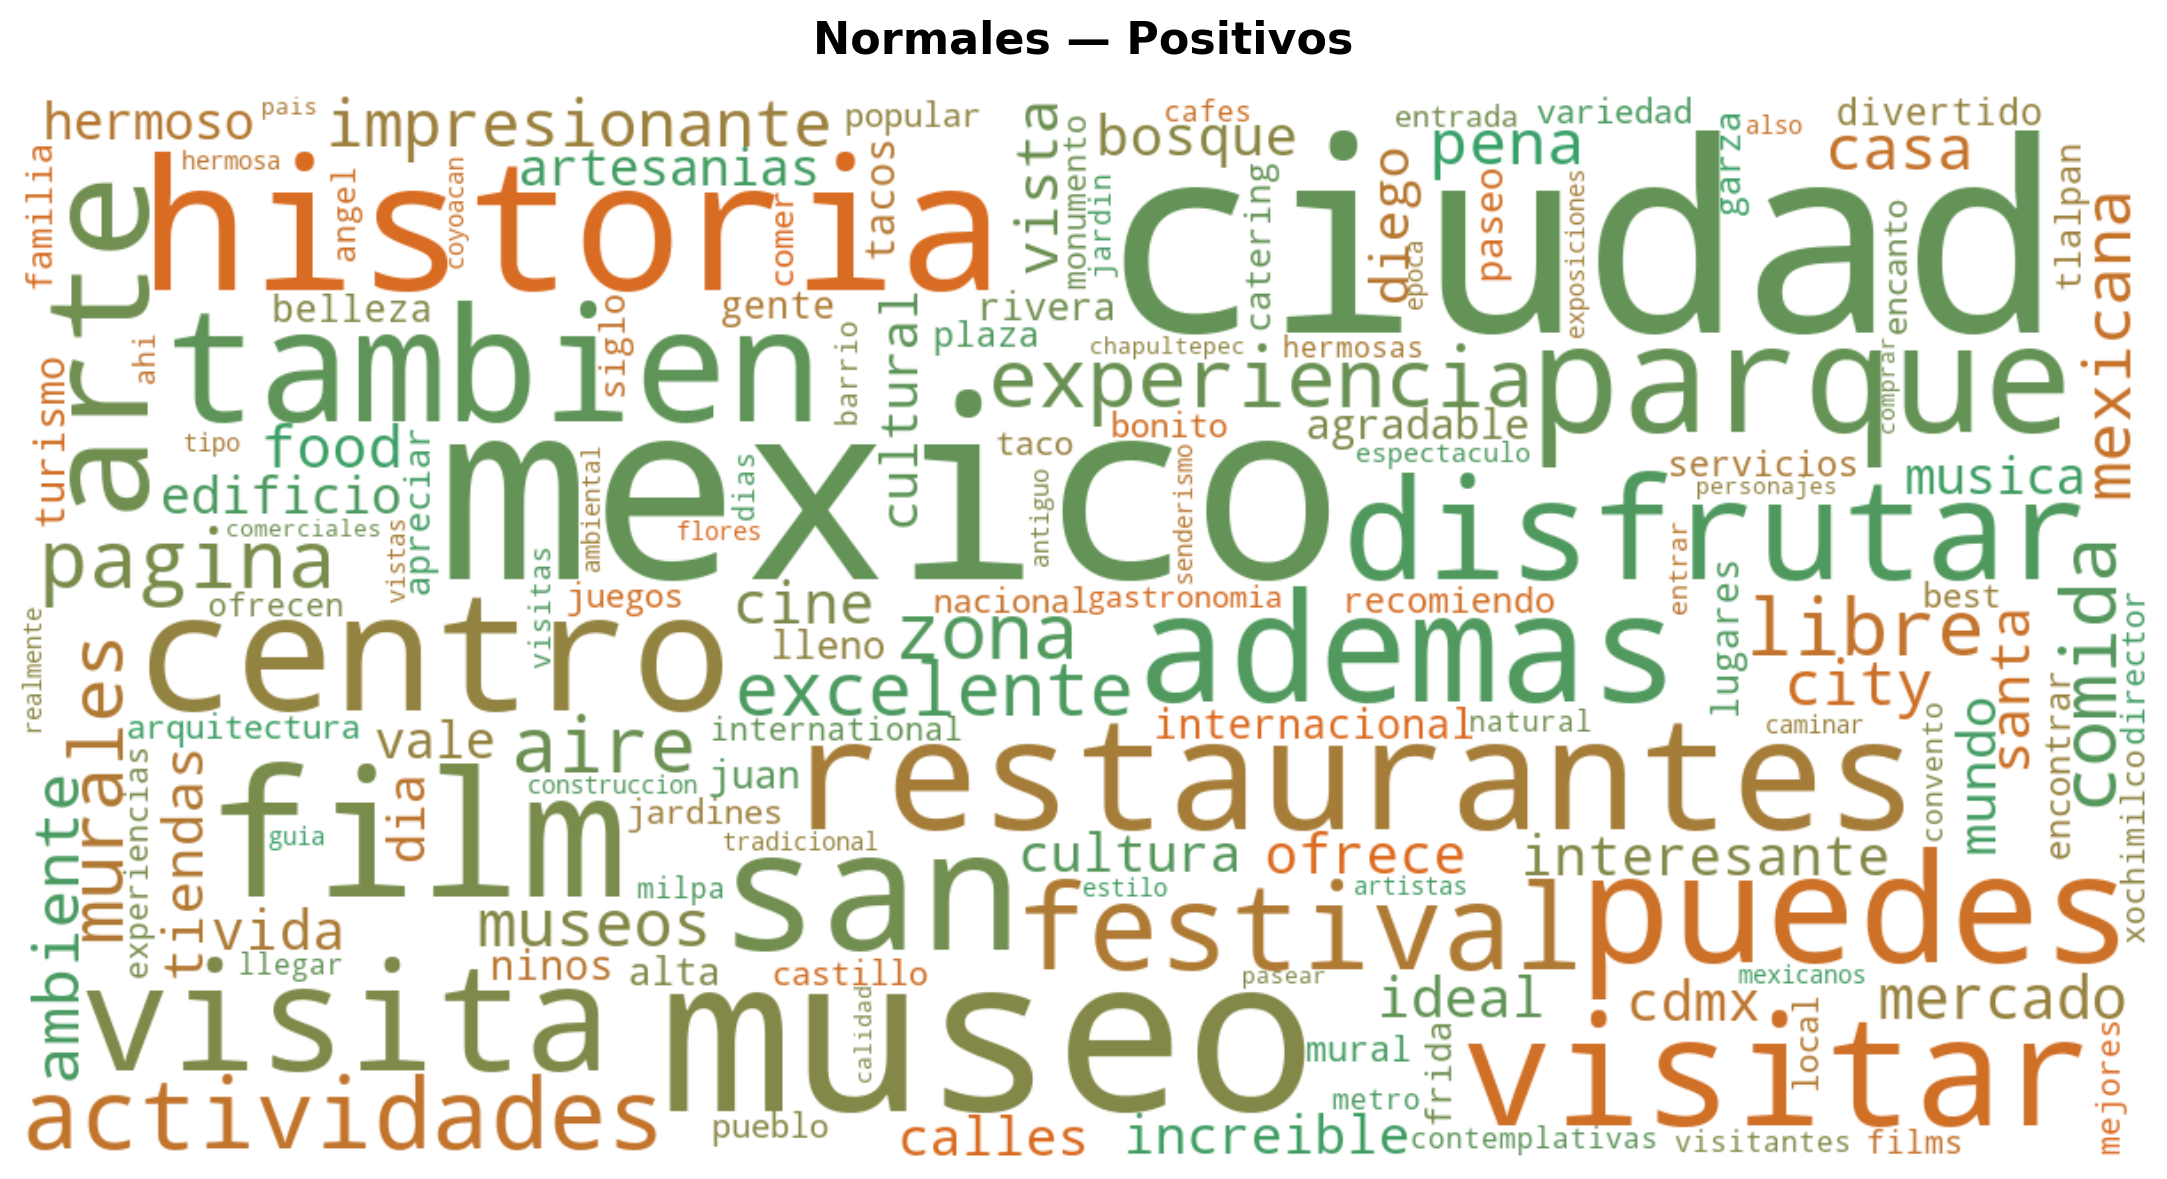 Normales — Positivos
hermoso
pais
impresionante
popular
cafes
entrada
variedad
also
divertido
hermosa
artesanias
vista
monumento
bosque
pena
garza
casa
familia
arte
historia
angel
coyoacan
comer
tacos
jardin
ciudad
catering
diego
epoca
paseo
exposiciones
encanto
tlalpan
mexicana
belleza
siglo
gente
cultural
rivera
plaza
chapultepec
hermosas
turismo
ahi
tambien
barrio
experiencia
parque
comprar
tipo
food
bonito
agradable
taco
espectaculo
servicios
personajes
musica
edificio
apreciar
mexico
dias
ambiental
flores
antiguo
senderismo
disfrutar
comerciales
pagina
vistas
visitas
ofrecen
juegos
cine
nacional
gastronomia
recomiendo
entrar
lugares
libre
best
comida
realmente
centro
lleno
zona
ademas
santa
director
murales
excelente
city
arquitectura
vale
aire
international
internacional
natural
caminar
convento
mundo
encontrar
xochimilco
experiencias
tiendas
film
guia
dia
construccion
juan
jardines
restaurantes
tradicional
cultura
ofrece
interesante
ambiente
milpa
san
estilo
artistas
festival
puedes
vida
museos
llegar
ninos
alta
castillo
pasear
mexicanos
visita
museo
calidad
ideal
cdmx
mercado
mural
frida
visitar
local
mejores
actividades
metro
pueblo
calles
increible
contemplativas
visitantes
films